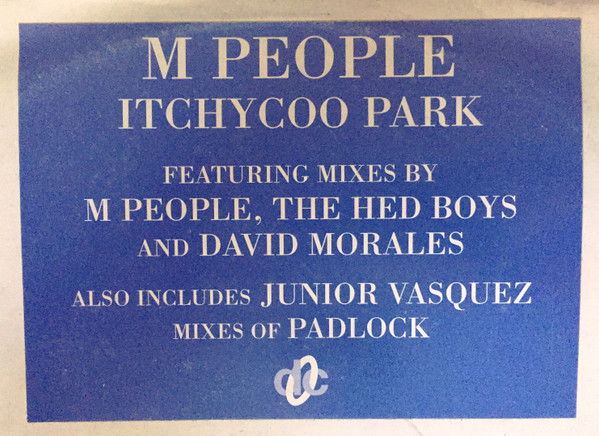 M PEOPLE
ITCHYCOO PARK
FEATURING MIXES BY
M PEOPLE, THE HED BOYS
AND DAVID MORALES
ALSO INCLUDES JUNIOR VASQUEZ
MIXES OF PADLOCK